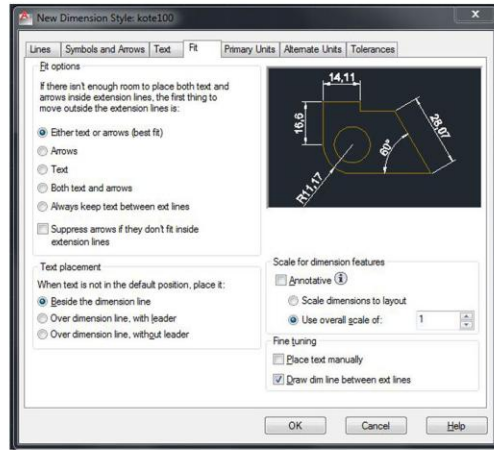 New Dimension Style: kote100
x
Lines
Symbols and Arrows
Text
Fit
Primary Units
Alternate Units
Tolerances
Fit options
If there isn't enough room to place both text and
arrows inside extension lines, the first thing to
move outside the extension lines is:
Either text or arrows (best fit)
Arrows
Text
Both text and arrows
Always keep text between ext lines
Suppress arrows if they don't fit inside
extension lines
Text placement
When text is not in the default position, place it:
Beside the dimension line
Over dimension line, with leader
Over dimension line, without leader
14,11
16,6
28,07
60°
R11,17
Scale for dimension features
Annotative
Scale dimensions to layout
Use overall scale of:
1
Fine tuning
Place text manually
Draw dim line between ext lines
OK
Cancel
Help